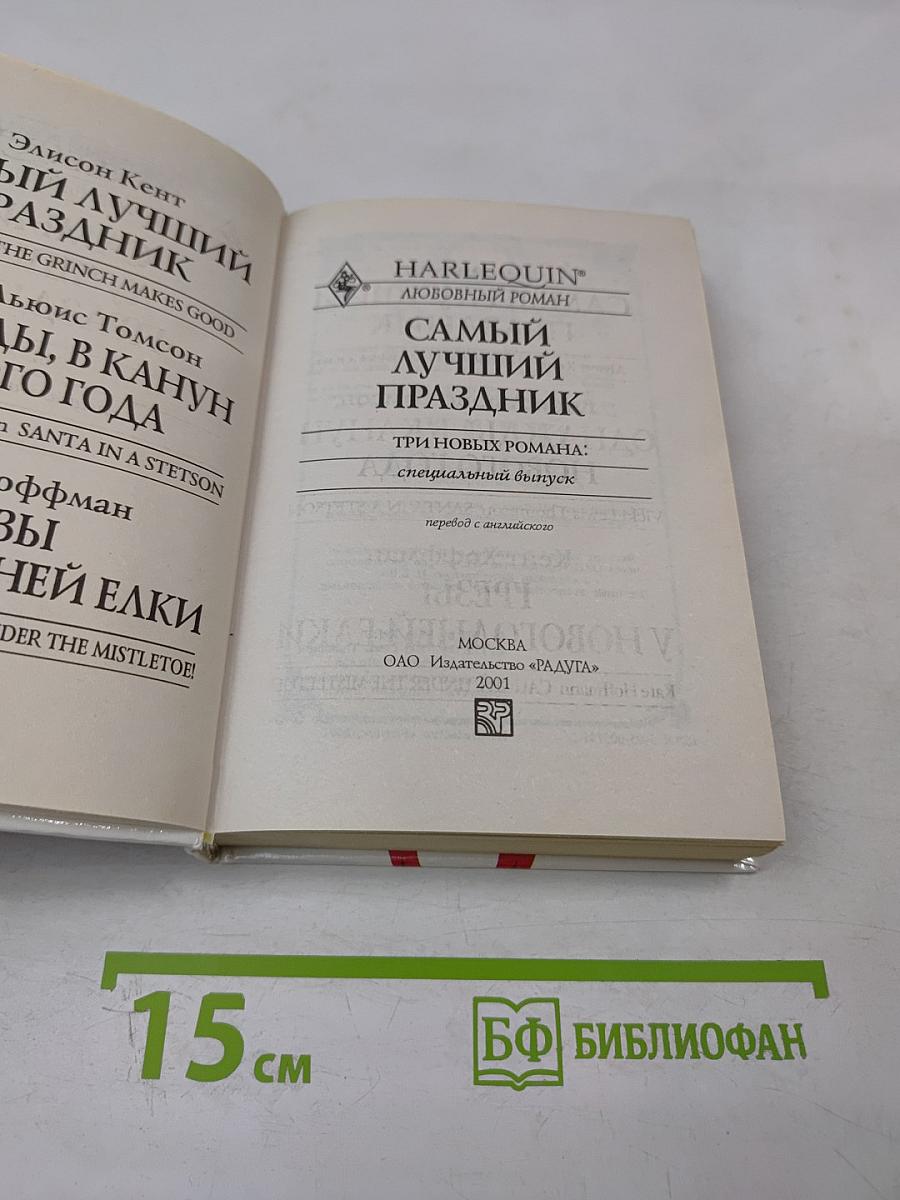 Элисон Кент
ЫЙ ЛУЧШИЙ
РАЗДНИК
THE GRINCH MAKES GOOD
ьюис Томсон
ДЫ, В КАНУН
ОГО ГОДА
n SANTA IN A STETSON
оффман
ЗЫ
НЕЙ ЕЛКИ
DER THE MISTLETOE!
HARLEQUIN®
®
ЛЮБОВНЫЙ РОМАН
САМЫЙ
ЛУЧШИЙ
ПРАЗДНИК
ТРИ НОВЫХ РОМАНА:
специальный выпуск
перевод с английского
МОСКВА
ОАО Издательство «РАДУГА»
2001
15 см
БФ БИБЛИОФАН